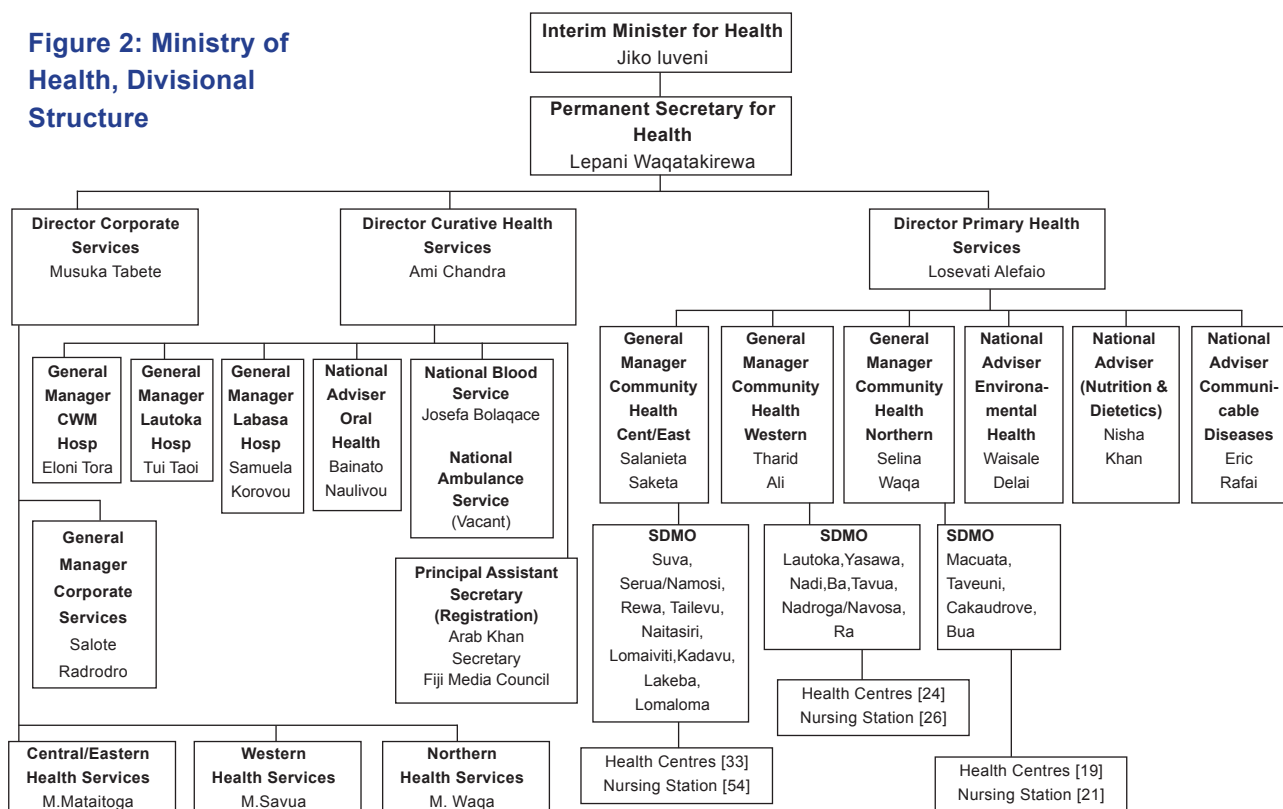 Figure 2: Ministry of
Health, Divisional
Structure
Interim Minister for Health
Jiko luveni
Permanent Secretary for
Health
Lepani Waqatakirewa
Director Corporate
Services
Musuka Tabete
Director Curative Health
Services
Ami Chandra
Director Primary Health
Services
Losevati Alefaio
General
Manager
CWM
Hosp
Eloni Tora
General
Manager
Lautoka
Hosp
Tui Taoi
General
Manager
Labasa
Hosp
Samuela
Korovou
National
Adviser
Oral
Health
Bainato
Naulivou
National Blood
Service
Josefa Bolaqace
National
Ambulance
Service
(Vacant)
General
Manager
Community
Health
Cent/East
Salanieta
Saketa
General
Manager
Community
Health
Western
Tharid
Ali
General
Manager
Community
Health
Northern
Selina
Waqa
National
Adviser
Environa-
mental
Health
Waisale
Delai
National
Adviser
(Nutrition &
Dietetics)
Nisha
Khan
National
Adviser
Communi-
cable
Diseases
Eric
Rafai
General
Manager
Corporate
Services
Salote
Radrodro
Principal Assistant
Secretary
(Registration)
Arab Khan
Secretary
Fiji Media Council
SDMO
Suva,
Serua/Namosi,
Rewa, Tailevu,
Naitasiri,
Lomaiviti,Kadavu,
Lakeba,
Lomaloma
SDMO
Lautoka,Yasawa,
Nadi,Ba,Tavua,
Nadroga/Navosa,
Ra
SDMO
Macuata,
Taveuni,
Cakaudrove,
Bua
Health Centres [24]
Nursing Station [26]
Central/Eastern
Health Services
M.Mataitoga
Western
Health Services
M.Savua
Northern
Health Services
M. Waqa
Health Centres [33]
Nursing Station [54]
Health Centres [19]
Nursing Station [21]